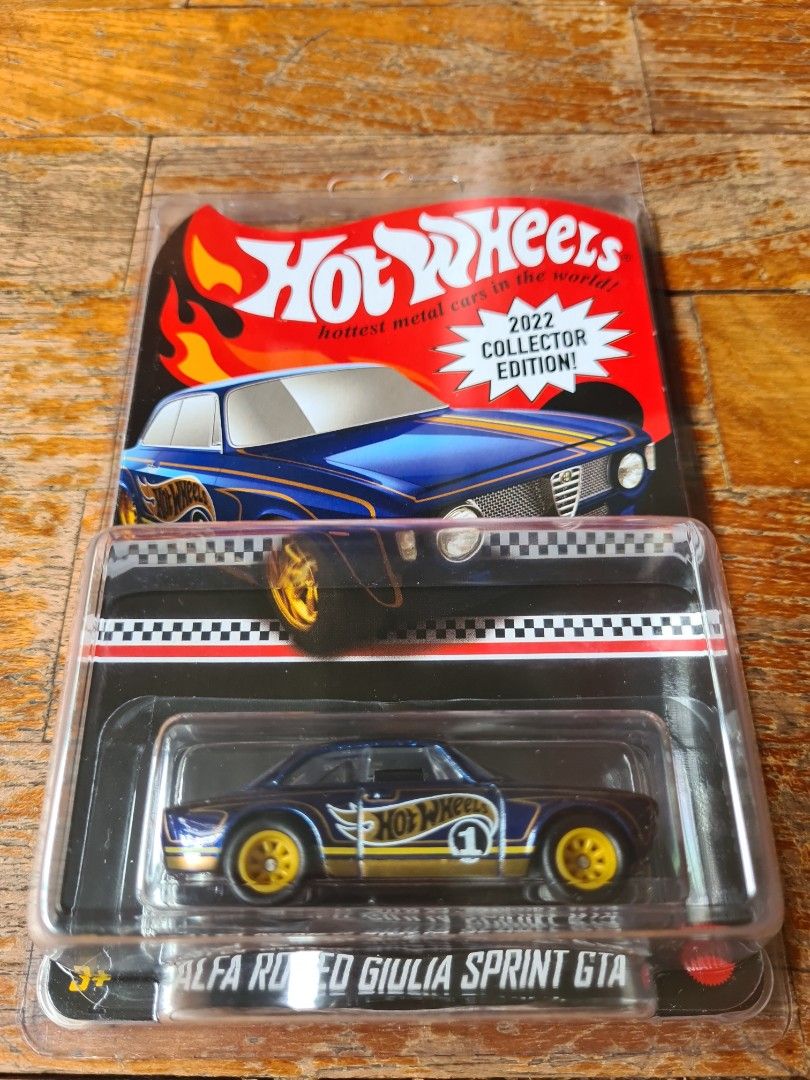 HOT WHEELS®
hottest metal cars in the world!
2022
COLLECTOR
EDITION!
HOT WHEELS
HOT WHEELS
1
3+
ALFA ROMEO GIULIA SPRINT GTA